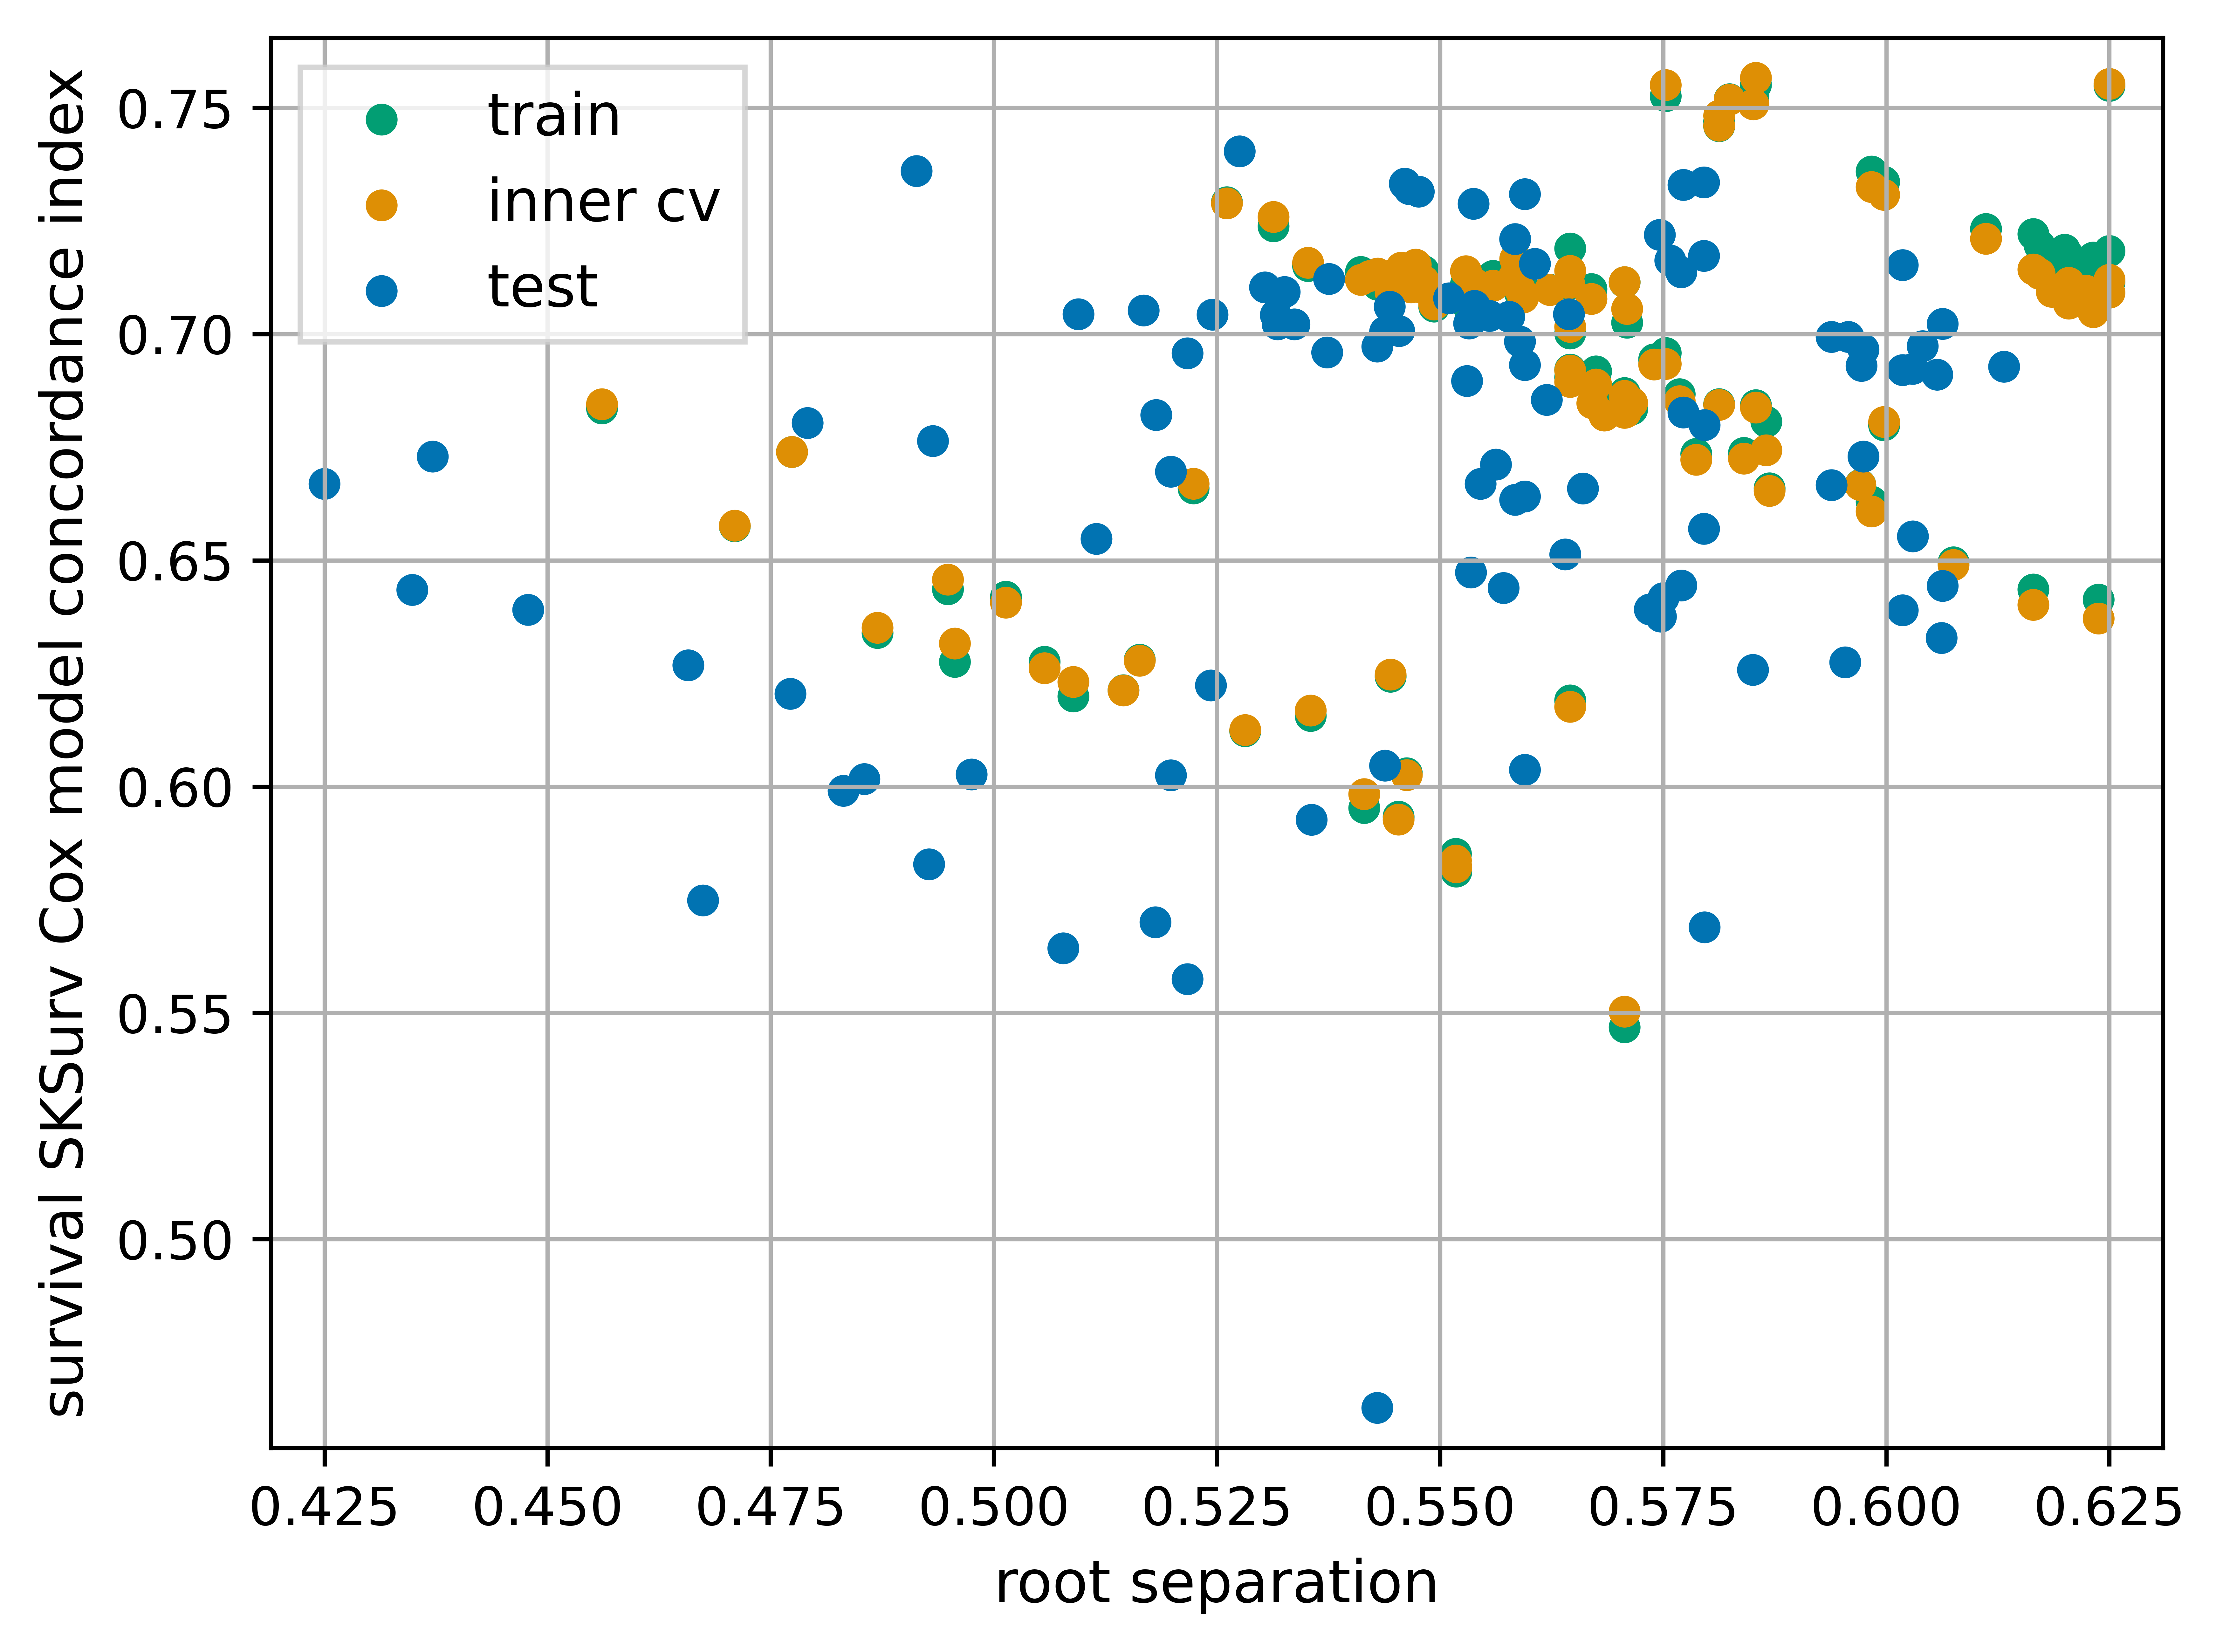 survival SKSurv Cox model concordance index
0.75
0.70
0.65
0.60
0.55
0.50
train
inner cv
test
0.425 0.450 0.475 0.500 0.525 0.550 0.575 0.600 0.625
root separation